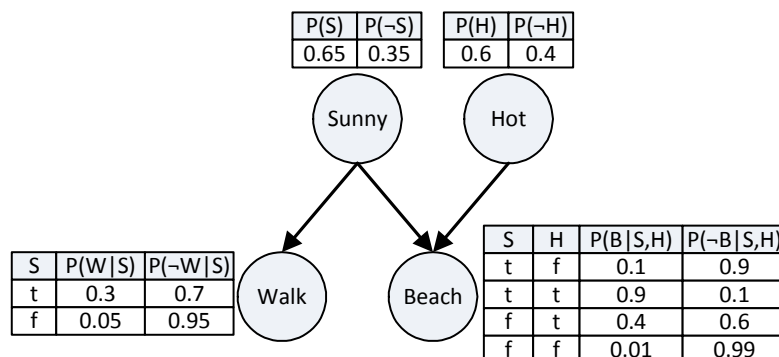 P(S) P(¬S) P(H) P(¬H)
0.65 0.35 0.6 0.4
Sunny Hot
S P(W|S) P(¬W|S)
t 0.3 0.7
f 0.05 0.95
Walk Beach
S H P(B|S,H) P(¬B|S,H)
t f 0.1 0.9
t t 0.9 0.1
f t 0.4 0.6
f f 0.01 0.99